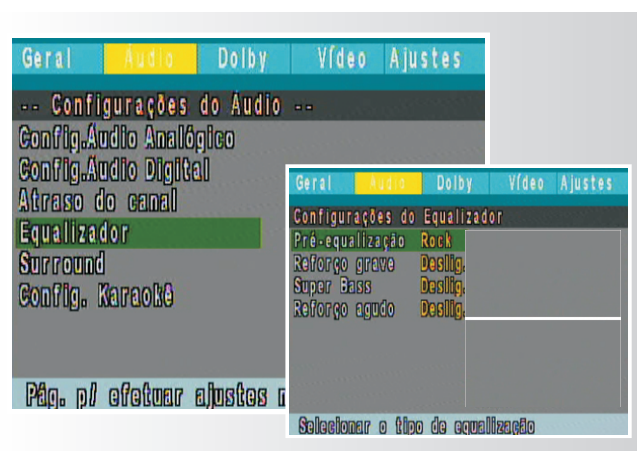 Geral Áudio Dolby Vídeo Ajustes
-- Configurações do Áudio --
Config.Áudio Analógico
Config.Áudio Digital
Atraso do canal
Equalizador
Surround
Config. Karaokê
Pág. p/ efetuar ajustes
Geral Áudio Dolby Vídeo Ajustes
Configurações do Equalizador
Pré-equalização Rock
Reforço grave Deslig.
Super Bass Deslig.
Reforço agudo Deslig.
Selecionar o tipo de equalização